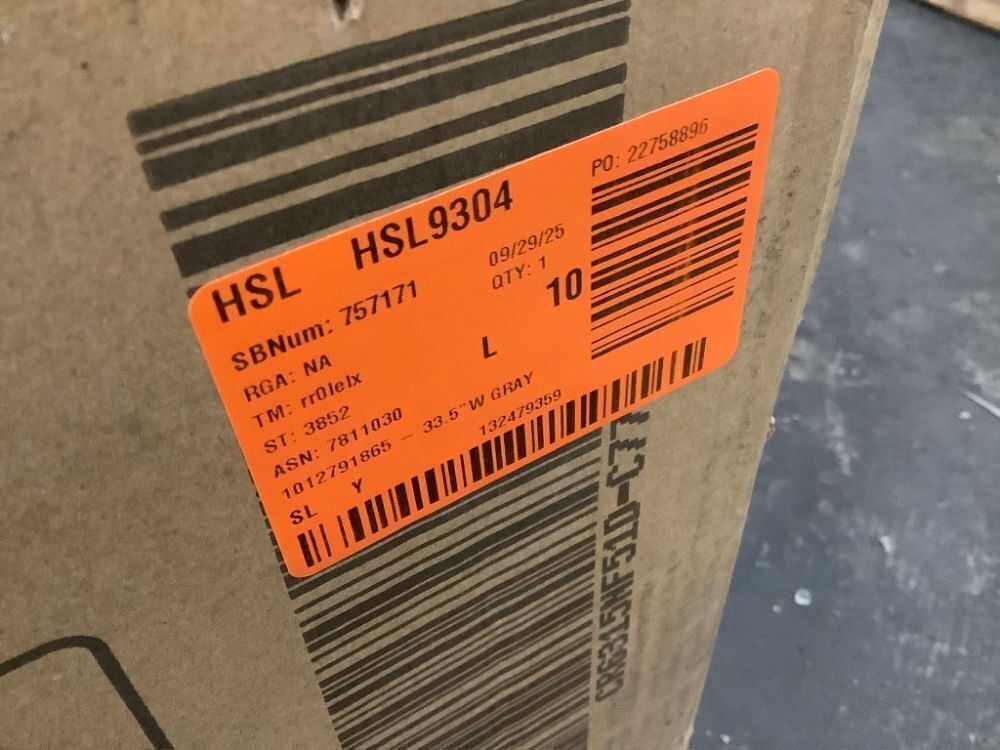 HSL HSL9304
PO: 22758896
SBNum: 757171
09/29/25
RGA: NA
QTY: 1
TM: rr0lelx
L
10
ST: 3852
ASN: 7811030
1012791865 - 33.5"W GRAY
SL Y
132479359